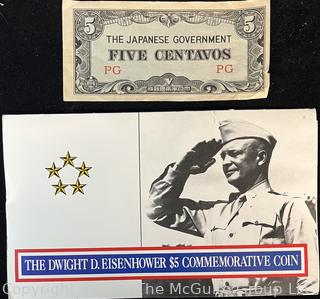 5 5
THE JAPANESE GOVERNMENT
FIVE CENTAVOS
PG PG
THE DWIGHT D. EISENHOWER $5 COMMEMORATIVE COIN